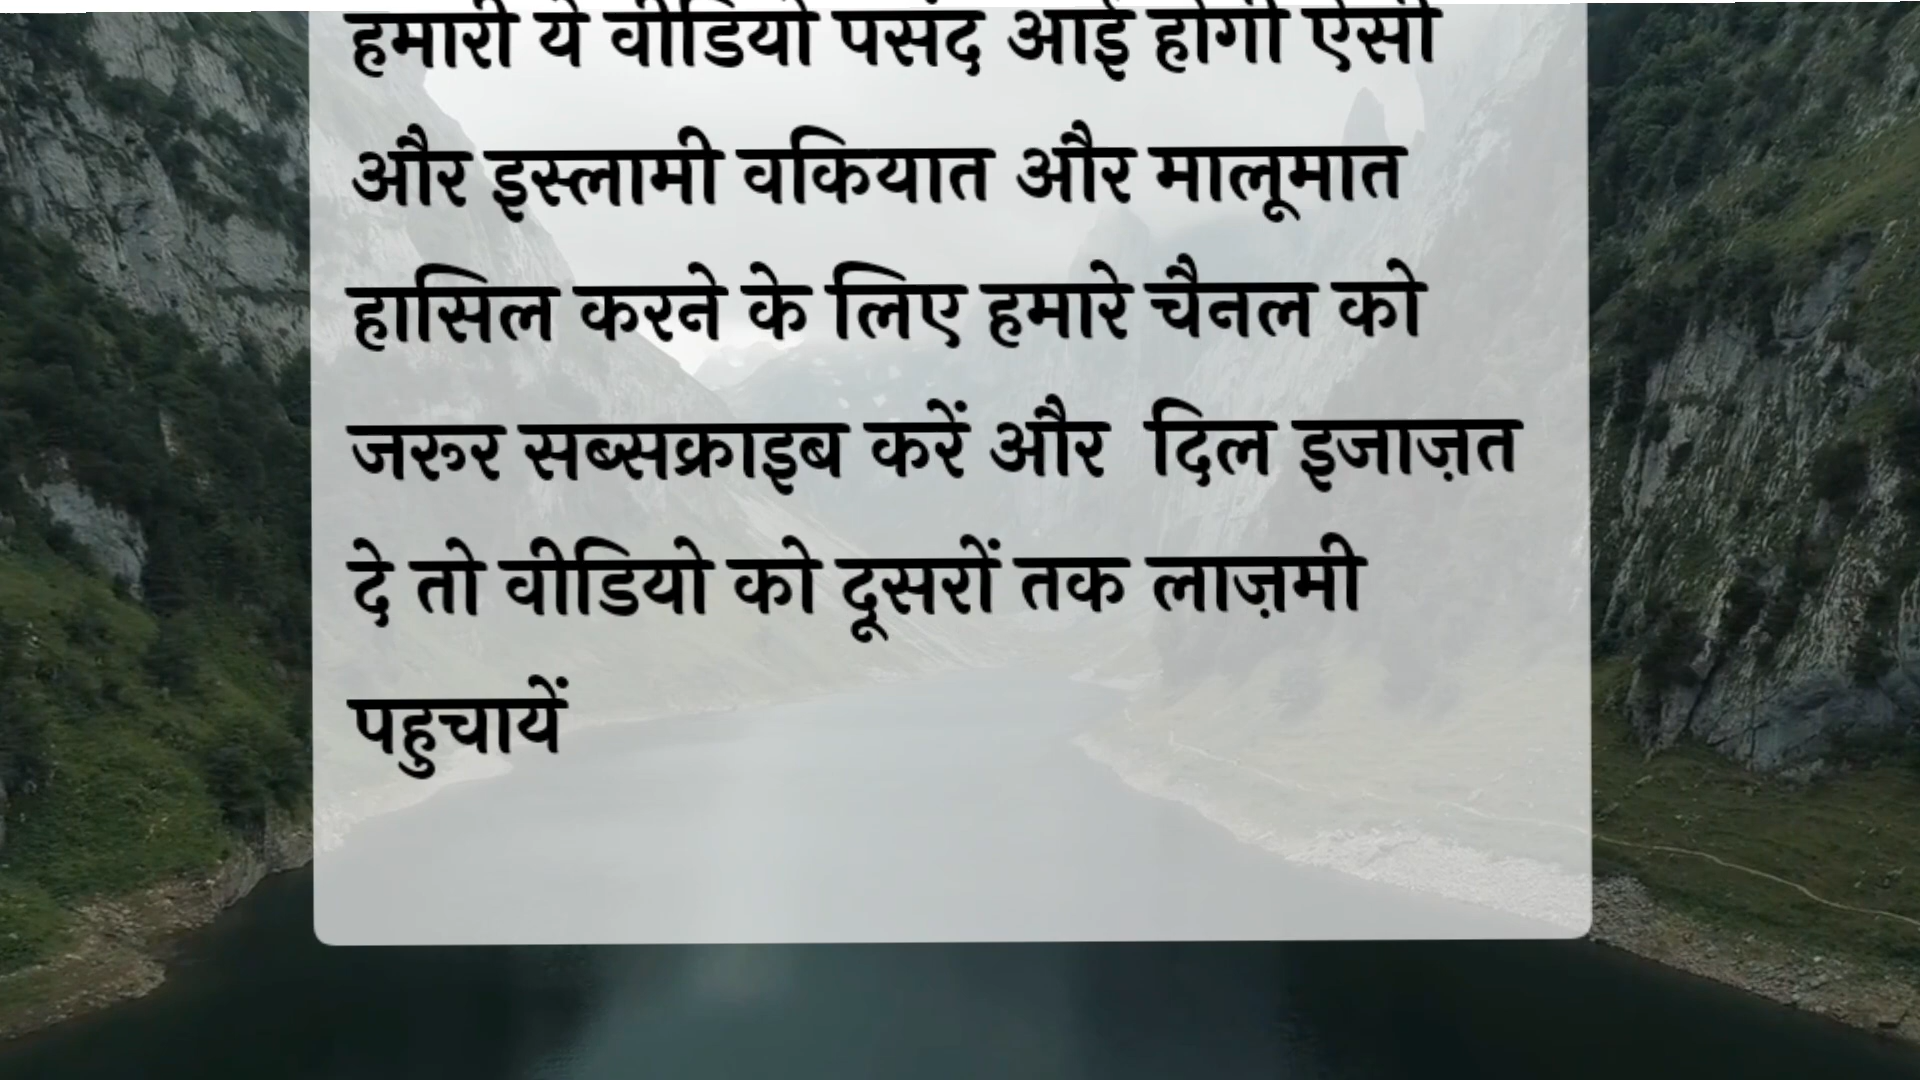 हमारी ये वीडियो पसंद आई होगी ऐसी
और इस्लामी वकियात और मालूमात
हासिल करने के लिए हमारे चैनल को
जरुर सब्सक्राइब करें और  दिल इजाज़त
दे तो वीडियो को दूसरों तक लाज़मी
पहुचायें